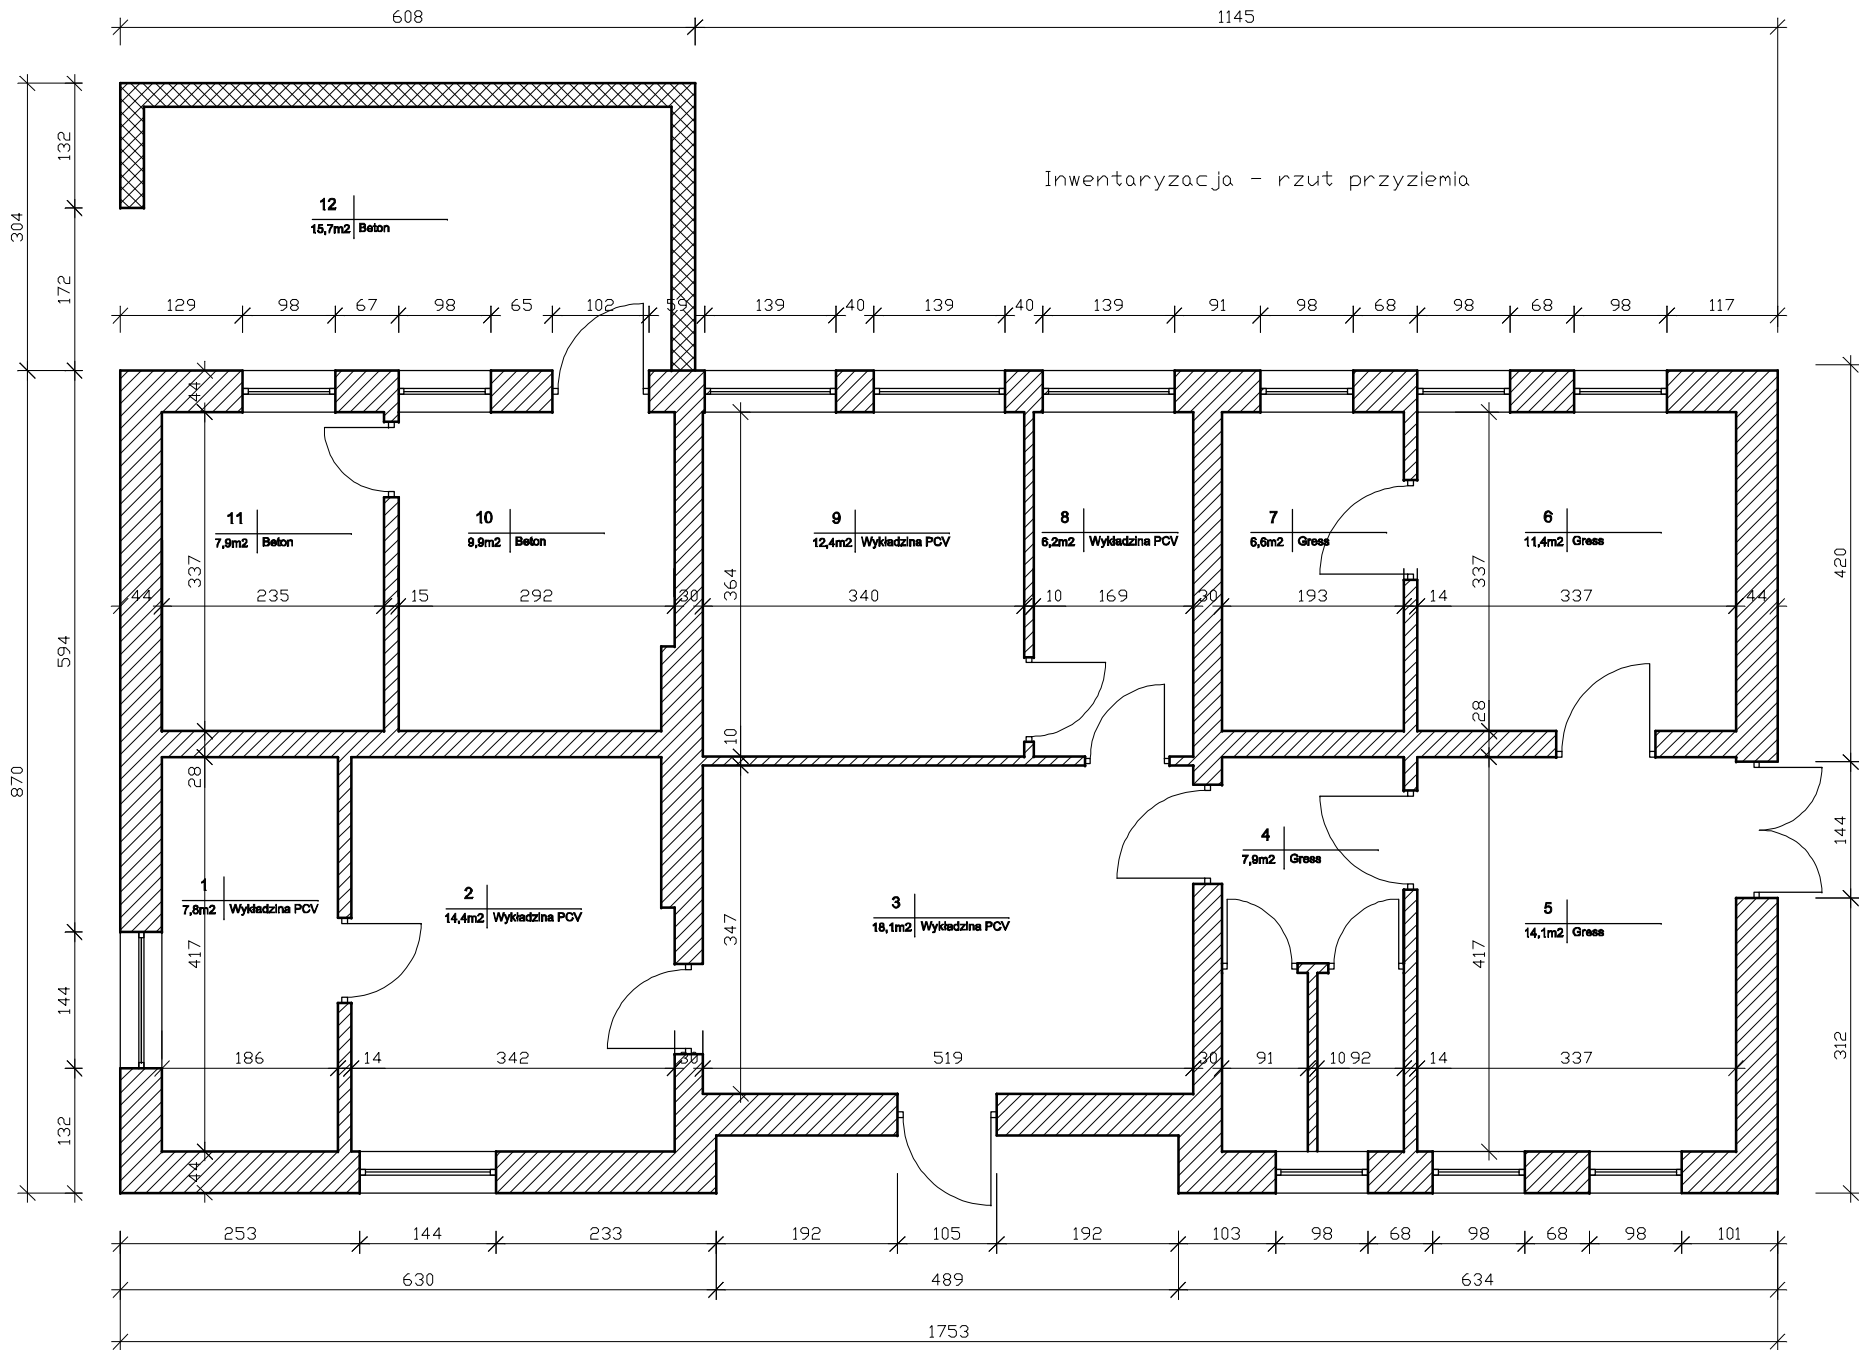 608 1145
132
Inwentaryzacja - rzut przyziemia
12
15,7m2 Beton
304
172
129 98 67 98 65 102 59 139 40 139 40 139 91 98 68 98 68 98 117
44
11
7,9m2 Beton
10
9,9m2 Beton
9
12,4m2 Wykładzina PCV
8
6,2m2 Wykładzina PCV
7
6,6m2 Gress
6
11,4m2 Gress
337 364 337 420
44 235 15 292 30 340 10 169 30 193 14 337 44
594
10 28
28
870
144
4
7,9m2 Gress
1
7,8m2 Wykładzina PCV
2
14,4m2 Wykładzina PCV
3
18,1m2 Wykładzina PCV
5
14,1m2 Gress
417 347 417
144 312
186 14 342 30 519 30 91 10 92 14 337
132
44
253 144 233 192 105 192 103 98 68 98 68 98 101
630 489 634
1753